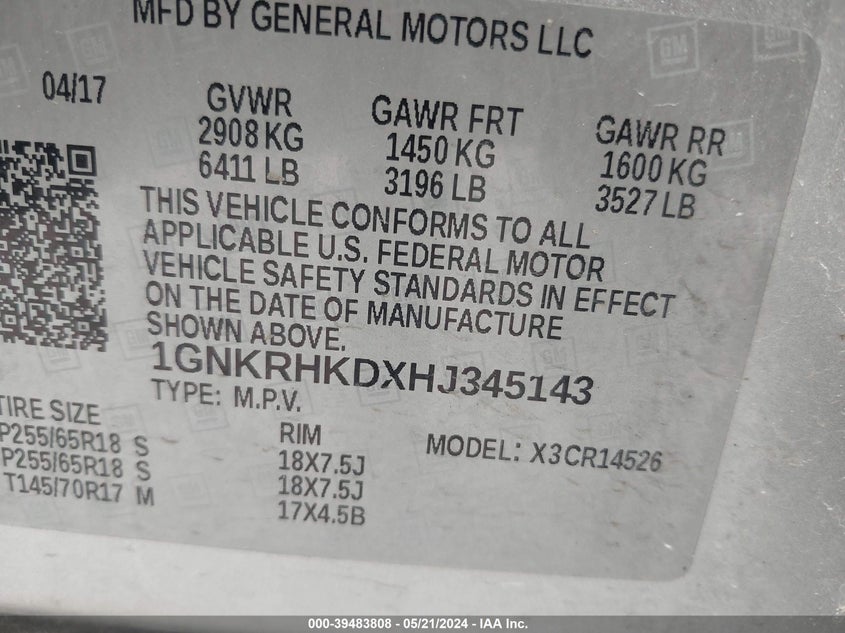 MFD BY GENERAL MOTORS LLC
04/17
GVWR
2908 KG
6411 LB
GAWR FRT
1450 KG
3196 LB
GAWR RR
1600 KG
3527 LB
THIS VEHICLE CONFORMS TO ALL
APPLICABLE U.S. FEDERAL MOTOR
VEHICLE SAFETY STANDARDS IN EFFECT
ON THE DATE OF MANUFACTURE
SHOWN ABOVE.
1GNKRHKDXHJ345143
TYPE: M.P.V.
TIRE SIZE
P255/65R18 S
P255/65R18 S
T145/70R17 M
RIM
18X7.5J
18X7.5J
17X4.5B
MODEL: X3CR14526
GM
000-39483808 - 05/21/2024 - IAA Inc.